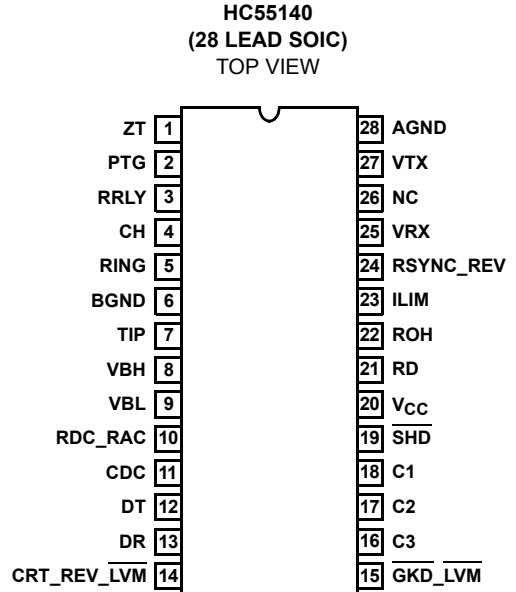 HC55140
(28 LEAD SOIC)
TOP VIEW
ZT 1 28 AGND
PTG 2 27 VTX
RRLY 3 26 NC
CH 4 25 VRX
RING 5 24 RSYNC_REV
BGND 6 23 ILIM
TIP 7 22 ROH
VBH 8 21 RD
VBL 9 20 VCC
RDC_RAC 10 19 SHD
CDC 11 18 C1
DT 12 17 C2
DR 13 16 C3
CRT_REV_LVM 14 15 GKD_LVM